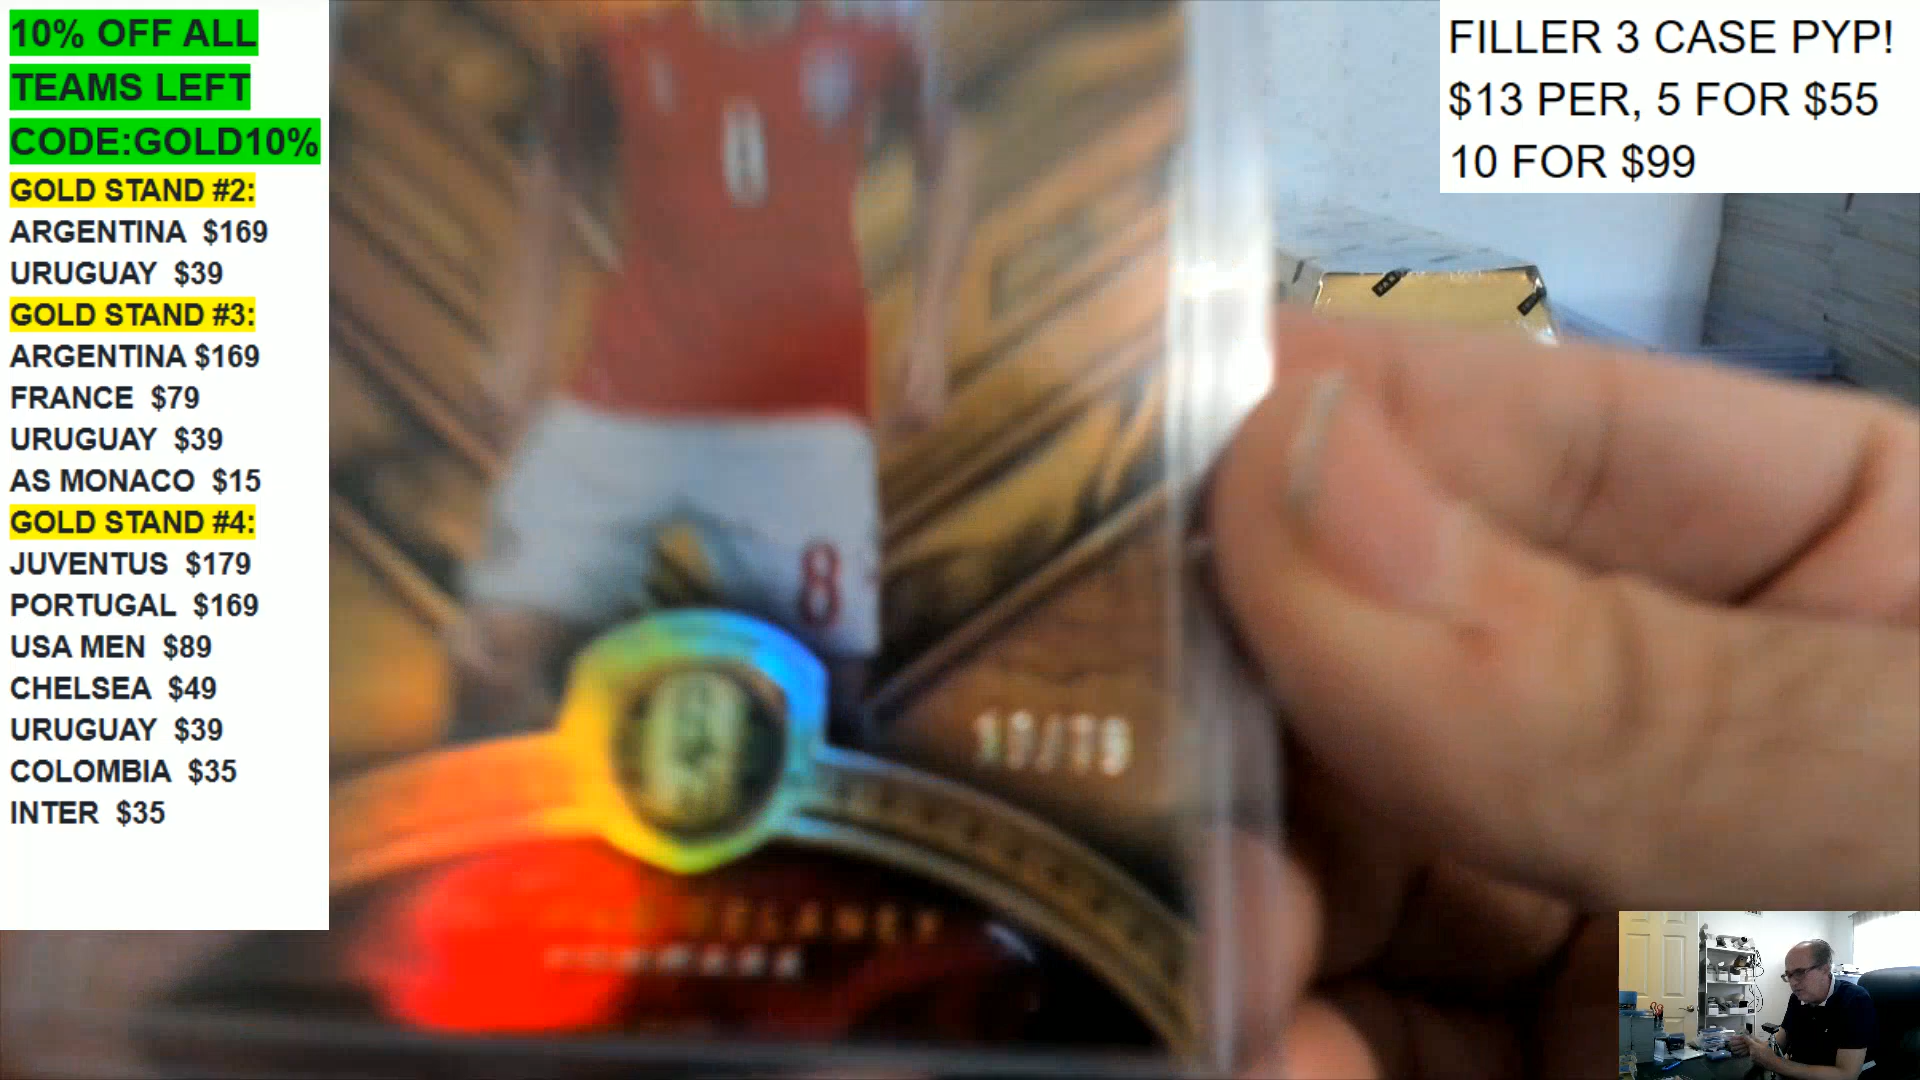 10% OFF ALL
TEAMS LEFT
CODE:GOLD10%
GOLD STAND #2:
ARGENTINA $169
URUGUAY $39
GOLD STAND #3:
ARGENTINA $169
FRANCE $79
URUGUAY $39
AS MONACO $15
GOLD STAND #4:
JUVENTUS $179
PORTUGAL $169
USA MEN $89
CHELSEA $49
URUGUAY $39
COLOMBIA $35
INTER $35
FILLER 3 CASE PYP!
$13 PER, 5 FOR $55
10 FOR $99
8
8
DELANEY
DENMARK